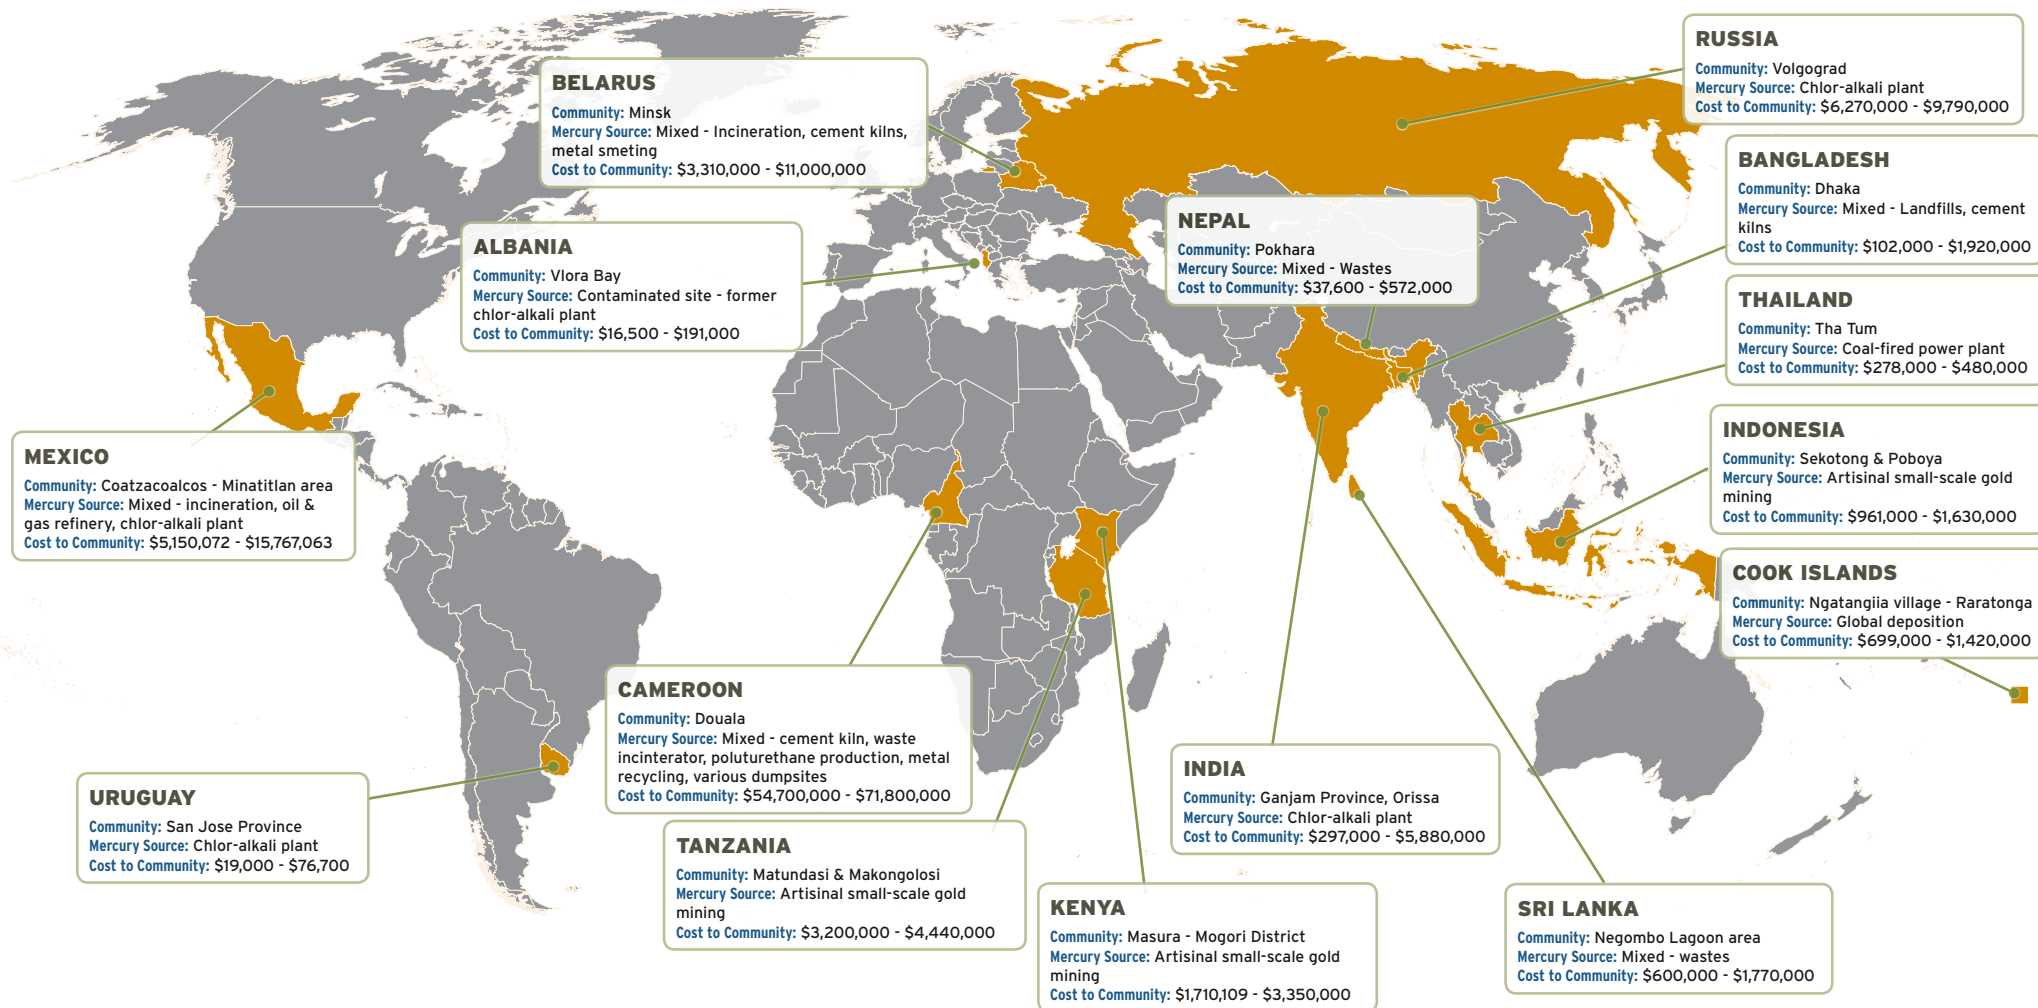 BELARUS
Community: Minsk
Mercury Source: Mixed - Incineration, cement kilns,
metal smeting
Cost to Community: $3,310,000 - $11,000,000
RUSSIA
Community: Volgograd
Mercury Source: Chlor-alkali plant
Cost to Community: $6,270,000 - $9,790,000
BANGLADESH
Community: Dhaka
Mercury Source: Mixed - Landfills, cement
kilns
Cost to Community: $102,000 - $1,920,000
NEPAL
Community: Pokhara
Mercury Source: Mixed - Wastes
Cost to Community: $37,600 - $572,000
ALBANIA
Community: Vlora Bay
Mercury Source: Contaminated site - former
chlor-alkali plant
Cost to Community: $16,500 - $191,000
THAILAND
Community: Tha Tum
Mercury Source: Coal-fired power plant
Cost to Community: $278,000 - $480,000
INDONESIA
Community: Sekotong & Poboya
Mercury Source: Artisinal small-scale gold
mining
Cost to Community: $961,000 - $1,630,000
MEXICO
Community: Coatzacoalcos - Minatitlan area
Mercury Source: Mixed - incineration, oil &
gas refinery, chlor-alkali plant
Cost to Community: $5,150,072 - $15,767,063
COOK ISLANDS
Community: Ngatangiia village - Raratonga
Mercury Source: Global deposition
Cost to Community: $699,000 - $1,420,000
CAMEROON
Community: Douala
Mercury Source: Mixed - cement kiln, waste
incinterator, poluturethane production, metal
recycling, various dumpsites
Cost to Community: $54,700,000 - $71,800,000
INDIA
Community: Ganjam Province, Orissa
Mercury Source: Chlor-alkali plant
Cost to Community: $297,000 - $5,880,000
URUGUAY
Community: San Jose Province
Mercury Source: Chlor-alkali plant
Cost to Community: $19,000 - $76,700
TANZANIA
Community: Matundasi & Makongolosi
Mercury Source: Artisinal small-scale gold
mining
Cost to Community: $3,200,000 - $4,440,000
KENYA
Community: Masura - Mogori District
Mercury Source: Artisinal small-scale gold
mining
Cost to Community: $1,710,109 - $3,350,000
SRI LANKA
Community: Negombo Lagoon area
Mercury Source: Mixed - wastes
Cost to Community: $600,000 - $1,770,000